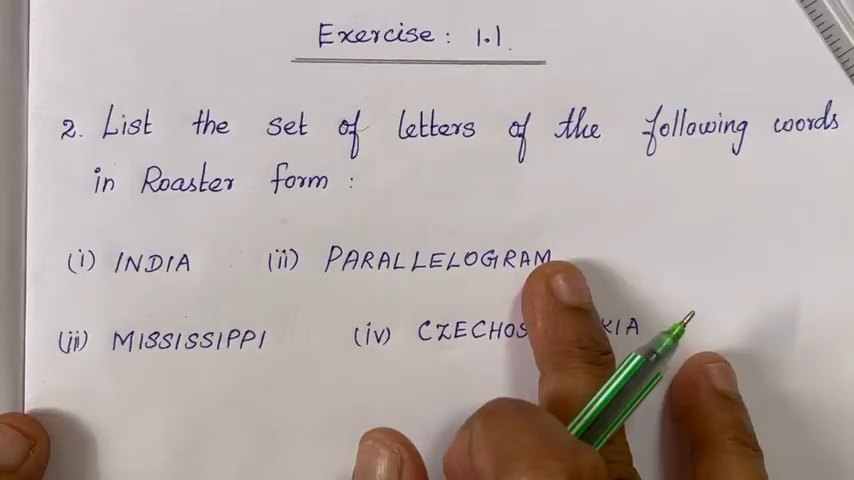 Exercise: 1.1.
2. List the set of letters of the following words
in Roaster form :
(i) INDIA (ii) PARALLELOGRAM
(iii) MISSISSIPPI (iv)